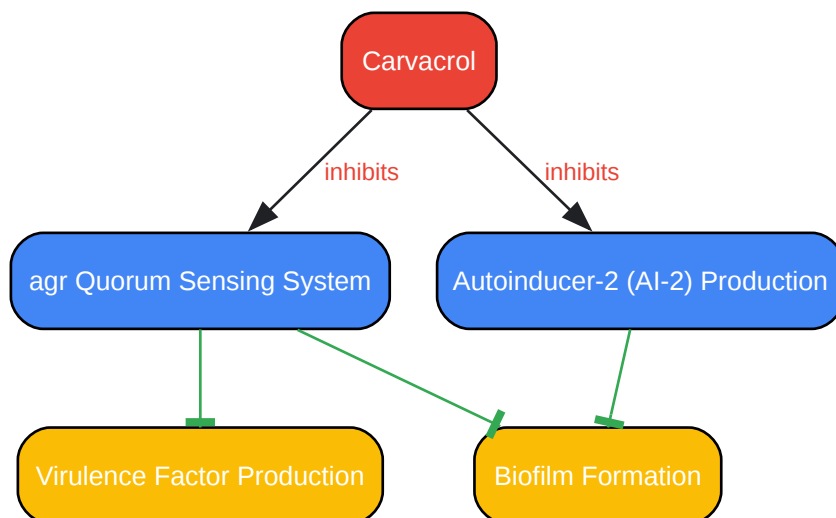 Carvacrol
inhibits
inhibits
agr Quorum Sensing System
Autoinducer-2 (AI-2) Production
Virulence Factor Production
Biofilm Formation